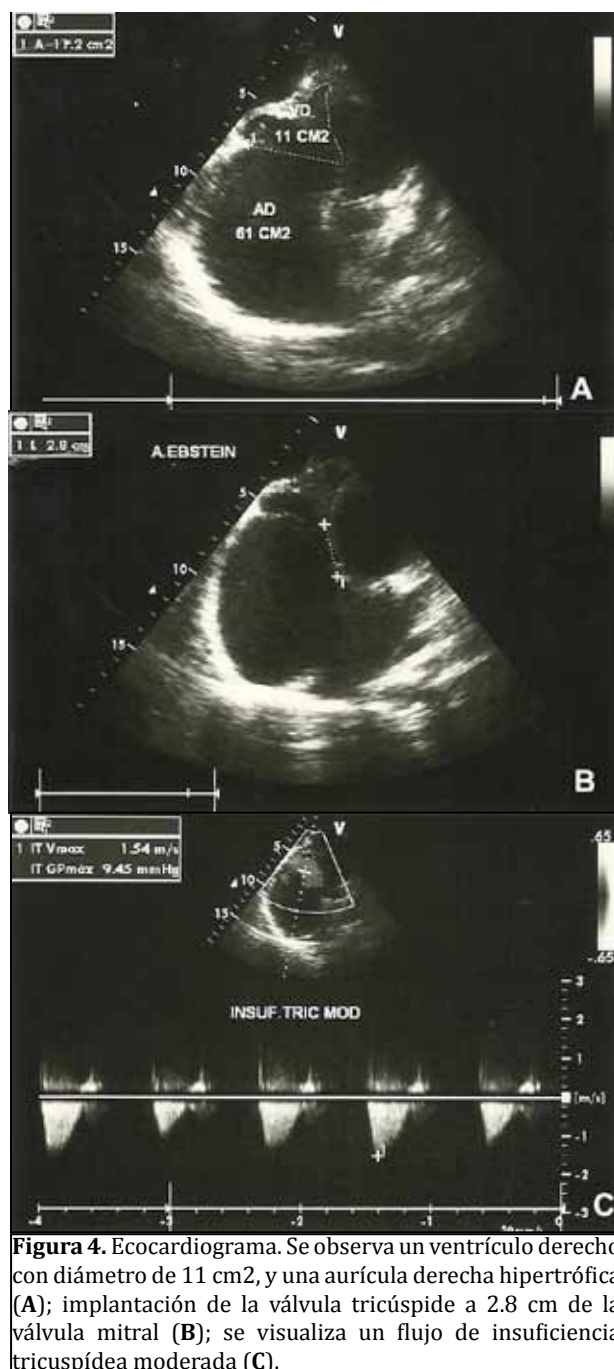 1 A-17.2 cm2
V
5
VD
11 CM2
10
AD
61 CM2
15
A
1 L 2.8 cm
A.EBSTEIN
V
5
10
15
B
1 IT Vmax 1.54 m/s
IT GPmax 9.45 mmHg
V
5
10
15
.65
-.65
INSUF.TRIC MOD
3
2
1
[m/s]
-1
-2
-3
-4 -3 -2 -1 0
C
Figura 4. Ecocardiograma. Se observa un ventrículo derecho
con diámetro de 11 cm2, y una aurícula derecha hipertrófica
(A); implantación de la válvula tricúspide a 2.8 cm de la
válvula mitral (B); se visualiza un flujo de insuficiencia
tricuspídea moderada (C).